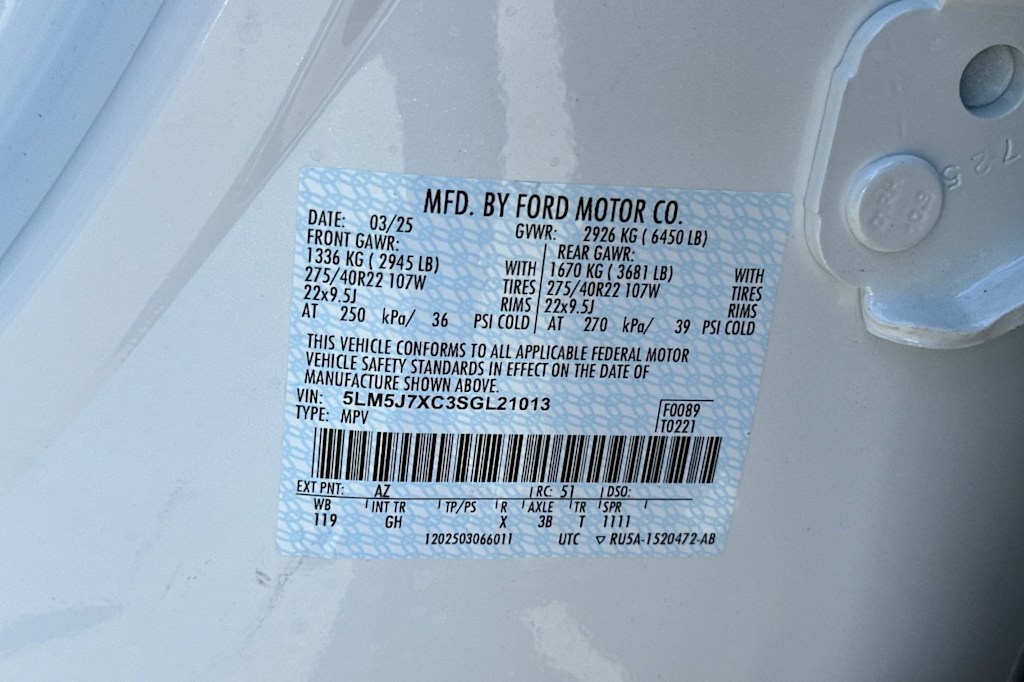 MFD. BY FORD MOTOR CO.
DATE: 03/25 GVWR: 2926 KG ( 6450 LB)
FRONT GAWR: REAR GAWR:
1336 KG ( 2945 LB) WITH 1670 KG ( 3681 LB) WITH
275/40R22 107W TIRES 275/40R22 107W TIRES
22x9.5J RIMS 22x9.5J RIMS
AT 250 kPa/ 36 PSI COLD AT 270 kPa/ 39 PSI COLD
THIS VEHICLE CONFORMS TO ALL APPLICABLE FEDERAL MOTOR
VEHICLE SAFETY STANDARDS IN EFFECT ON THE DATE OF
MANUFACTURE SHOWN ABOVE.
VIN: 5LM5J7XC3SGL21013 F0089
TYPE: MPV T0221
EXT PNT: AZ RC: 51 DSO:
WB INT TR TP/PS R AXLE TR SPR
119 GH X 3B T 1111
1202503066011 UTC ▽ RU5A-1520472-AB
725